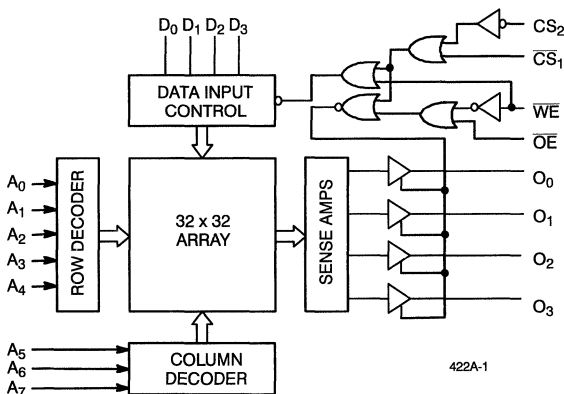 D0 D1 D2 D3
CS2
CS1
DATA INPUT
CONTROL
WE
OE
A0
A1
A2
A3
A4
ROW DECODER
32 x 32
ARRAY
SENSE AMPS
O0
O1
O2
O3
A5
A6
A7
COLUMN
DECODER
422A-1